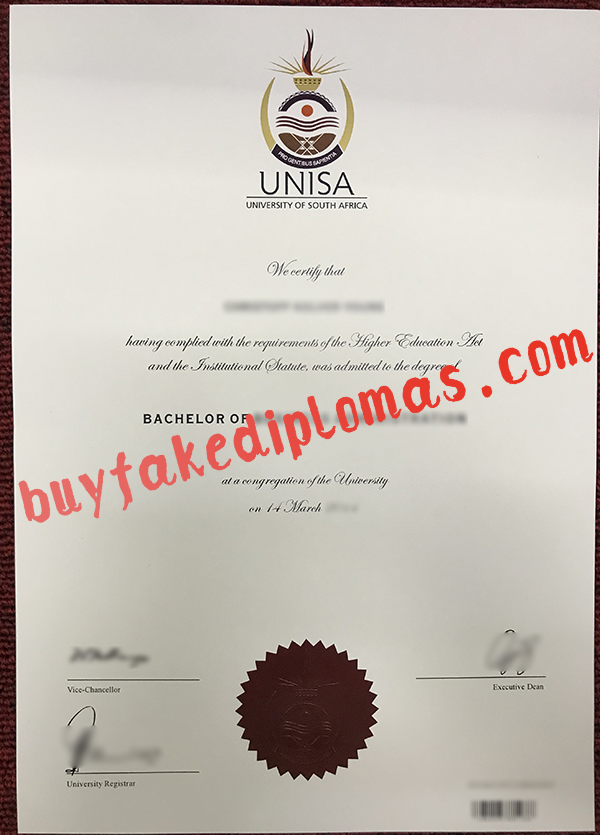 PRO GENTIBUS SAPIENTIA
UNISA
UNIVERSITY OF SOUTH AFRICA
We certify that
having complied with the requirements of the Higher Education Act
and the Institutional Statute, was admitted to the degree of
BACHELOR OF
buyfakediplomas.com
at a congregation of the University
on 14 March
Vice-Chancellor
Executive Dean
University Registrar